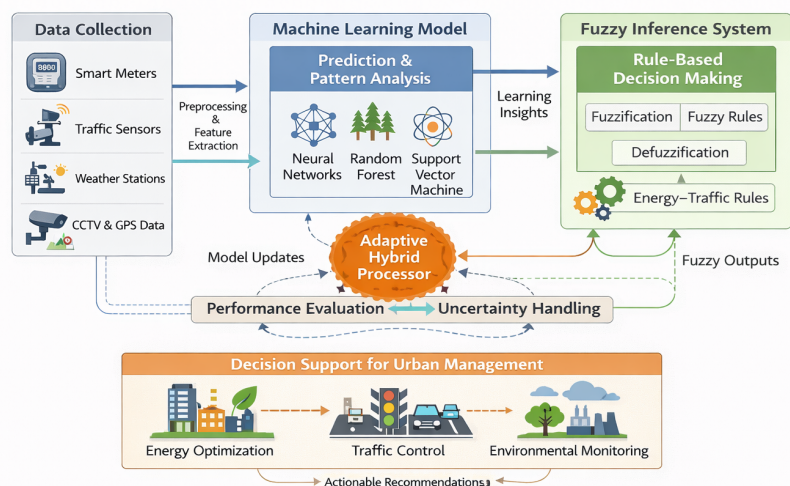 Data Collection
Smart Meters
Traffic Sensors
Weather Stations
CCTV & GPS Data
Preprocessing
&
Feature
Extraction
Machine Learning Model
Prediction &
Pattern Analysis
Neural
Networks
Random
Forest
Support
Vector
Machine
Learning
Insights
Fuzzy Inference System
Rule-Based
Decision Making
Fuzzification
Fuzzy Rules
Defuzzification
Energy–Traffic Rules
Model Updates
Adaptive
Hybrid
Processor
Fuzzy Outputs
Performance Evaluation
Uncertainty Handling
Decision Support for Urban Management
Energy Optimization
Traffic Control
Environmental Monitoring
Actionable Recommendations